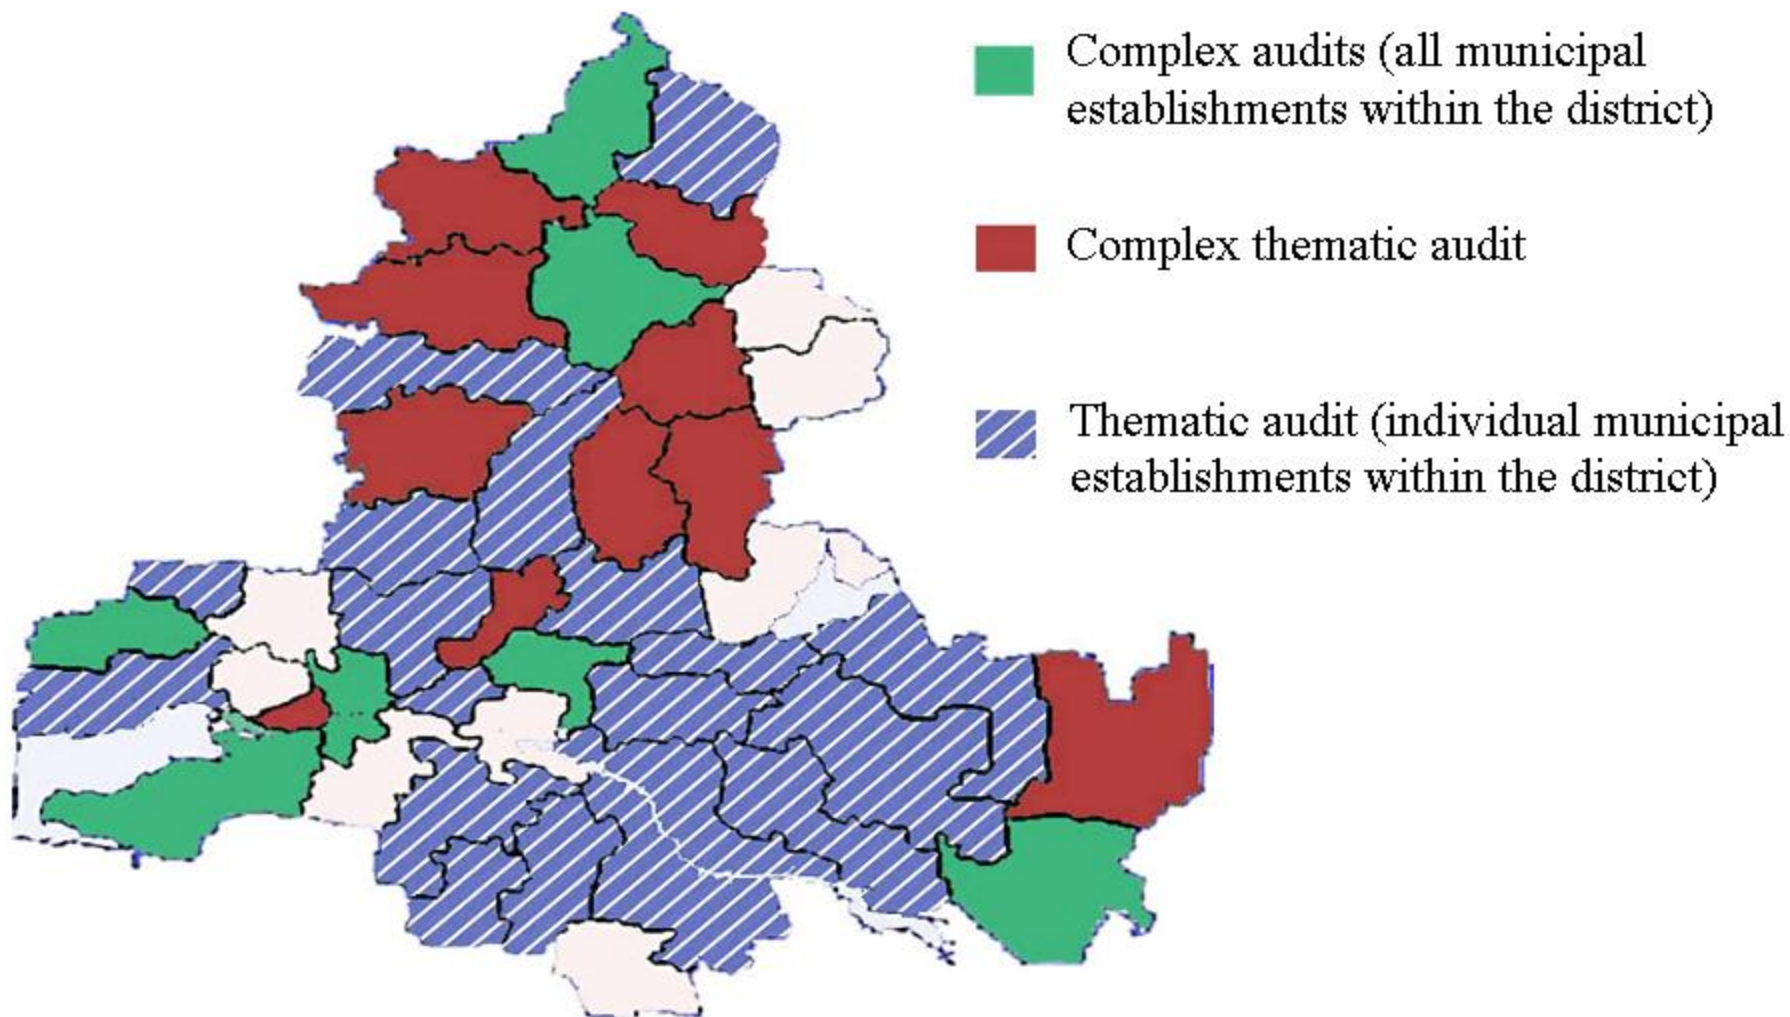 Complex audits (all municipal
establishments within the district)
Complex thematic audit
Thematic audit (individual municipal
establishments within the district)